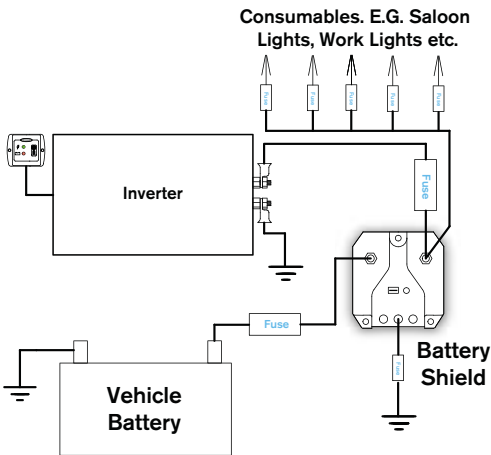 Consumables. E.G. Saloon
Lights, Work Lights etc.
Fuse
Fuse
Fuse
Fuse
Fuse
Inverter
Fuse
Fuse
Battery
Shield
Fuse
Vehicle
Battery